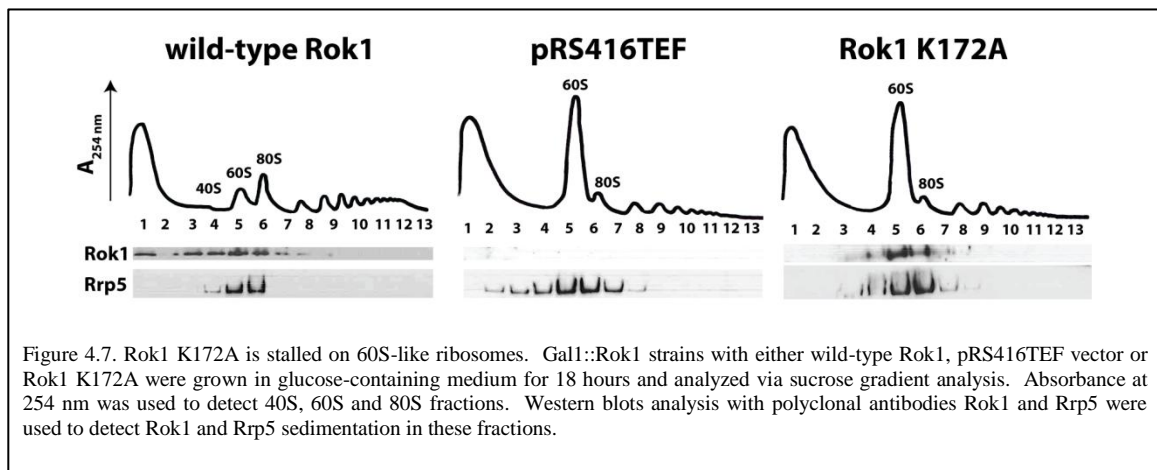 wild-type Rok1 pRS416TEF Rok1 K172A
A254 nm
40S 60S 80S
60S 80S
60S 80S
1 2 3 4 5 6 7 8 9 10 11 12 13
1 2 3 4 5 6 7 8 9 10 11 12 13
1 2 3 4 5 6 7 8 9 10 11 12 13
Rok1
Rrp5
Figure 4.7. Rok1 K172A is stalled on 60S-like ribosomes. Gal1::Rok1 strains with either wild-type Rok1, pRS416TEF vector or
Rok1 K172A were grown in glucose-containing medium for 18 hours and analyzed via sucrose gradient analysis. Absorbance at
254 nm was used to detect 40S, 60S and 80S fractions. Western blots analysis with polyclonal antibodies Rok1 and Rrp5 were
used to detect Rok1 and Rrp5 sedimentation in these fractions.